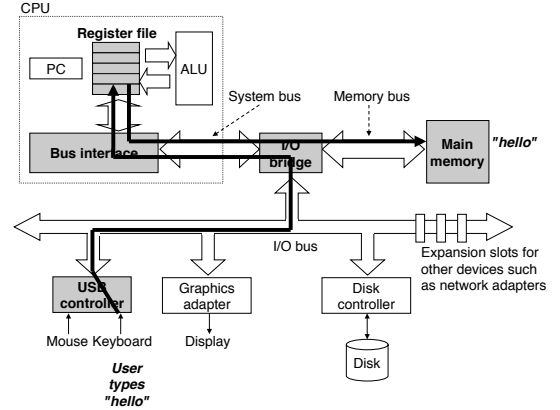 CPU
Register file
PC
ALU
System bus
Memory bus
Bus interface
I/O
bridge
Main
memory
"hello"
I/O bus
Expansion slots for
other devices such
as network adapters
USB
controller
Graphics
adapter
Disk
controller
Mouse Keyboard
Display
Disk
User
types
"hello"